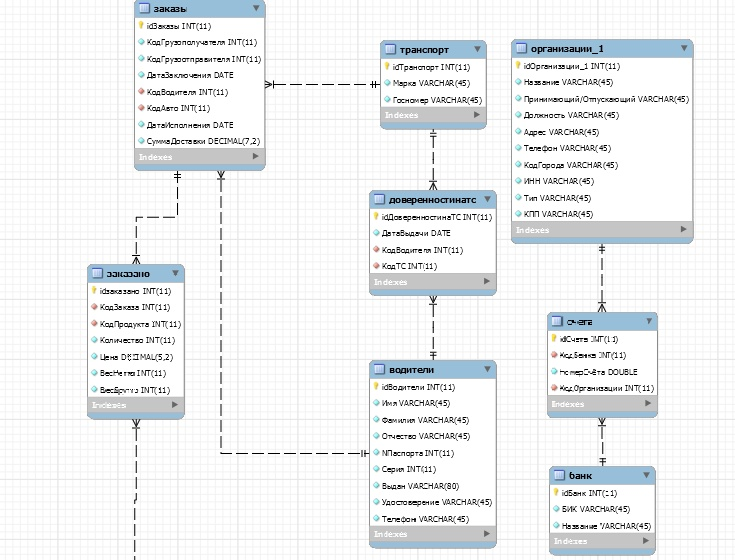 заказы
idЗаказы INT(11)
КодГрузополучателя INT(11)
КодГрузоотправителя INT(11)
ДатаЗаключения DATE
КодВодителя INT(11)
КодАвто INT(11)
ДатаИсполнения DATE
СуммаДоставки DECIMAL(7,2)
Indexes
транспорт
idТранспорт INT(11)
Марка VARCHAR(45)
Госномер VARCHAR(45)
Indexes
организации_1
idОрганизации_1 INT(11)
Название VARCHAR(45)
Принимающий/Отпускающий VARCHAR(45)
Должность VARCHAR(45)
Адрес VARCHAR(45)
Телефон VARCHAR(45)
КодГорода VARCHAR(45)
ИНН VARCHAR(45)
Тип VARCHAR(45)
КПП VARCHAR(45)
Indexes
доверенностинатс
idДоверенностинаТС INT(11)
ДатаВыдачи DATE
КодВодителя INT(11)
КодТС INT(11)
Indexes
заказано
idзаказано INT(11)
КодЗаказа INT(11)
КодПродукта INT(11)
Количество INT(11)
Цена DECIMAL(5,2)
ВесНетто INT(11)
ВесБрутто INT(11)
Indexes
счета
idСчета INT(11)
КодБанка INT(11)
НомерСчёта DOUBLE
КодОрганизации INT(11)
Indexes
водители
idВодители INT(11)
Имя VARCHAR(45)
Фамилия VARCHAR(45)
Отчество VARCHAR(45)
NПаспорта INT(11)
Серия INT(11)
Выдан VARCHAR(80)
Удостоверение VARCHAR(45)
Телефон VARCHAR(45)
Indexes
банк
idБанк INT(11)
БИК VARCHAR(45)
Название VARCHAR(45)
Indexes